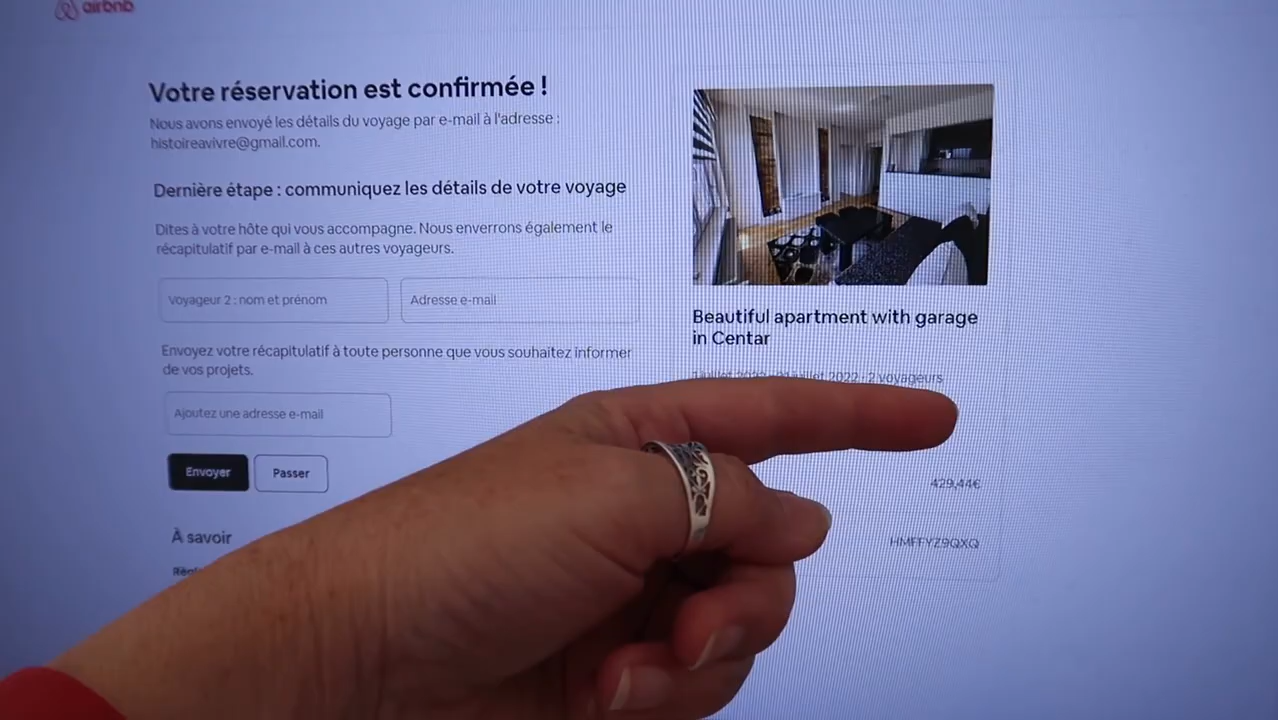 airbnb
Votre réservation est confirmée !
Nous avons envoyé les détails du voyage par e-mail à l'adresse :
histoireavivre@gmail.com.
Dernière étape : communiquez les détails de votre voyage
Dites à votre hôte qui vous accompagne. Nous enverrons également le
récapitulatif par e-mail à ces autres voyageurs.
Voyageur 2 : nom et prénom
Adresse e-mail
Envoyez votre récapitulatif à toute personne que vous souhaitez informer
de vos projets.
Ajoutez une adresse e-mail
Envoyer
Passer
À savoir
Beautiful apartment with garage
in Centar
juillet 2022 · 2 voyageurs
429,44€
HMFFYZ9QXQ